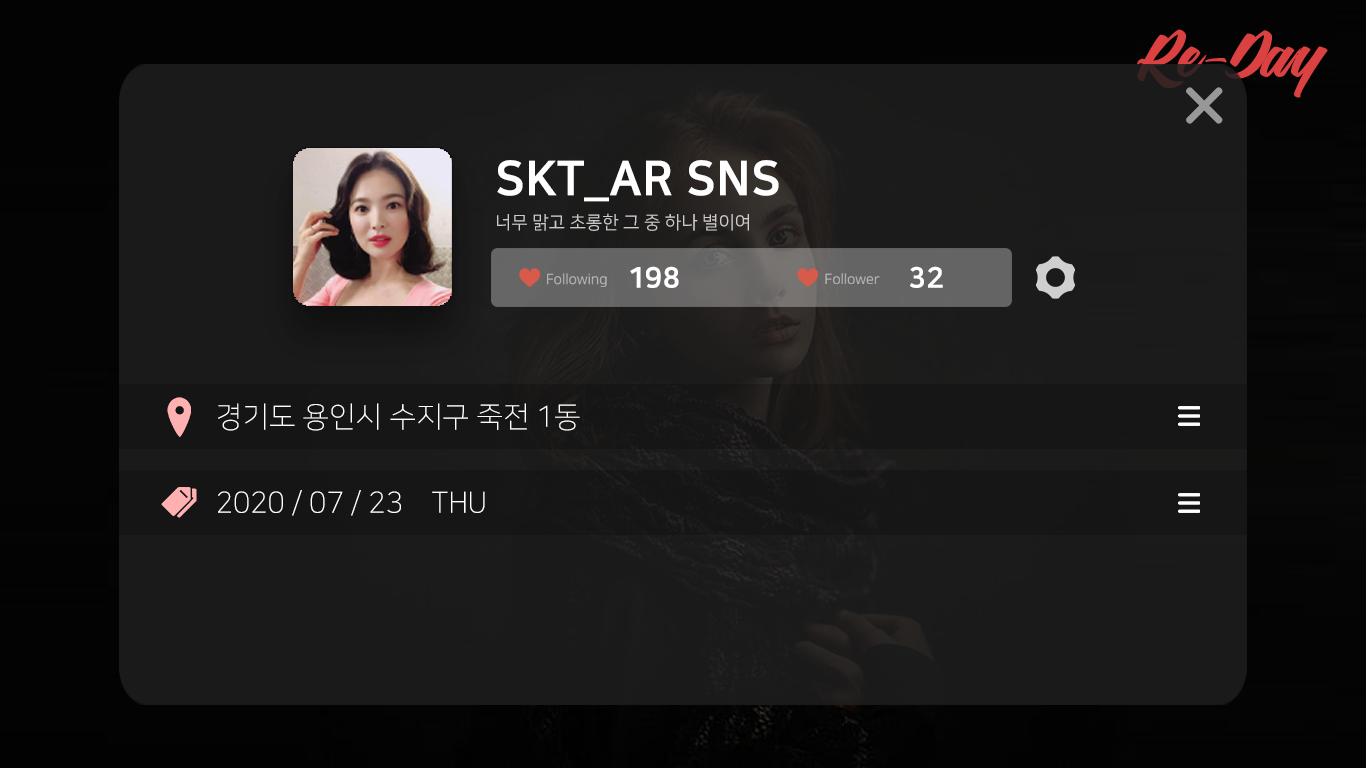 Re-Day
SKT_AR SNS
너무 맑고 초롱한 그 중 하나 별이여
Following 198 Follower 32
경기도 용인시 수지구 죽전 1동
2020 / 07 / 23 THU